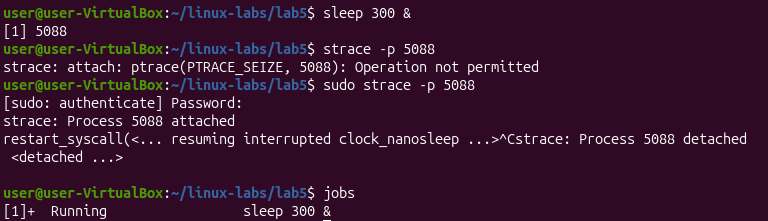 user@user-VirtualBox:~/linux-labs/lab5$ sleep 300 &
[1] 5088
user@user-VirtualBox:~/linux-labs/lab5$ strace -p 5088
strace: attach: ptrace(PTRACE_SEIZE, 5088): Operation not permitted
user@user-VirtualBox:~/linux-labs/lab5$ sudo strace -p 5088
[sudo: authenticate] Password:
strace: Process 5088 attached
restart_syscall(<... resuming interrupted clock_nanosleep ...>^Cstrace: Process 5088 detached
 <detached ...>

user@user-VirtualBox:~/linux-labs/lab5$ jobs
[1]+  Running                 sleep 300 &